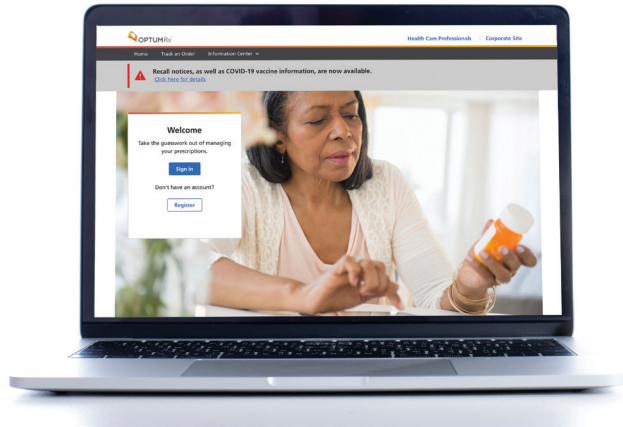 OPTUMRx®
Health Care Professionals
Corporate Site
Home
Track an Order
Information Center
Recall notices, as well as COVID-19 vaccine information, are now available.
Click here for details
Welcome
Take the guesswork out of managing
your prescriptions.
Sign in
Don't have an account?
Register